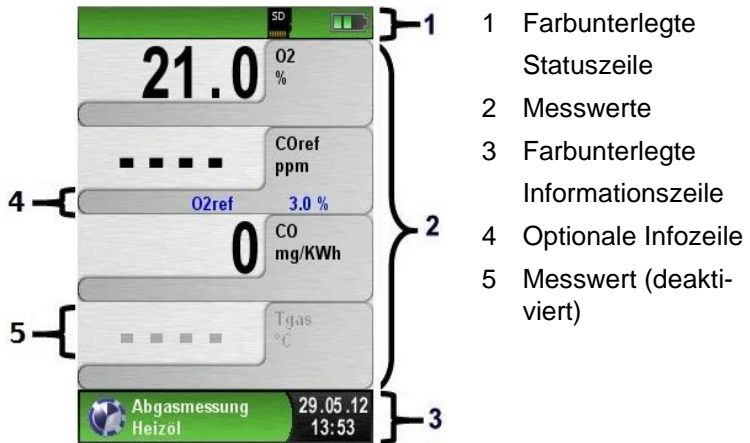 SD
1
21.0 O2
%
---- COref
ppm
4
O2ref 3.0 %
0 CO
mg/KWh
2
5
---- Tgas
°C
Abgasmessung 29.05.12
Heizöl 13:53
3
1 Farbunterlegte
Statuszeile
2 Messwerte
3 Farbunterlegte
Informationszeile
4 Optionale Infozeile
5 Messwert (deakti-
viert)